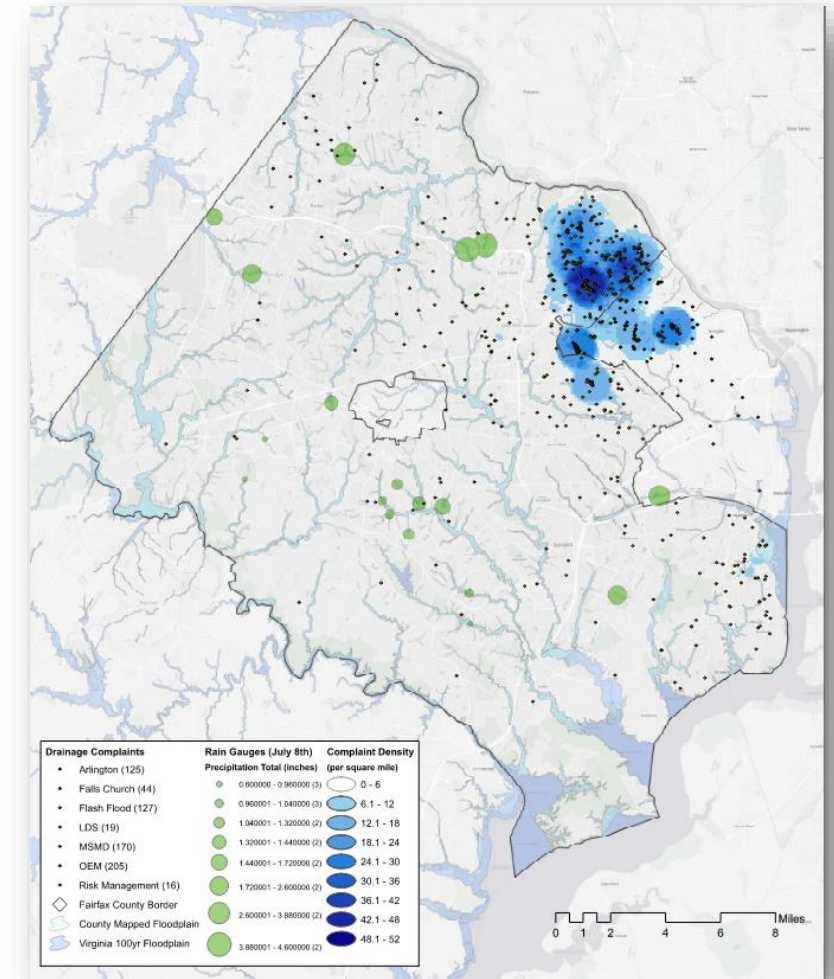 Drainage Complaints
Arlington (125)
Falls Church (44)
Flash Flood (127)
LDS (19)
MSMD (170)
OEM (205)
Risk Management (16)
Fairfax County Border
County Mapped Floodplain
Virginia 100yr Floodplain
Rain Gauges (July 8th)
Precipitation Total (inches)
0.600000 - 0.960000 (3)
0.960001 - 1.040000 (3)
1.040001 - 1.320000 (2)
1.320001 - 1.440000 (2)
1.440001 - 1.720000 (2)
1.720001 - 2.600000 (2)
2.600001 - 3.880000 (2)
3.880001 - 4.600000 (2)
Complaint Density
(per square mile)
0 - 6
6.1 - 12
12.1 - 18
18.1 - 24
24.1 - 30
30.1 - 36
36.1 - 42
42.1 - 48
48.1 - 52
Miles
0 1 2 4 6 8